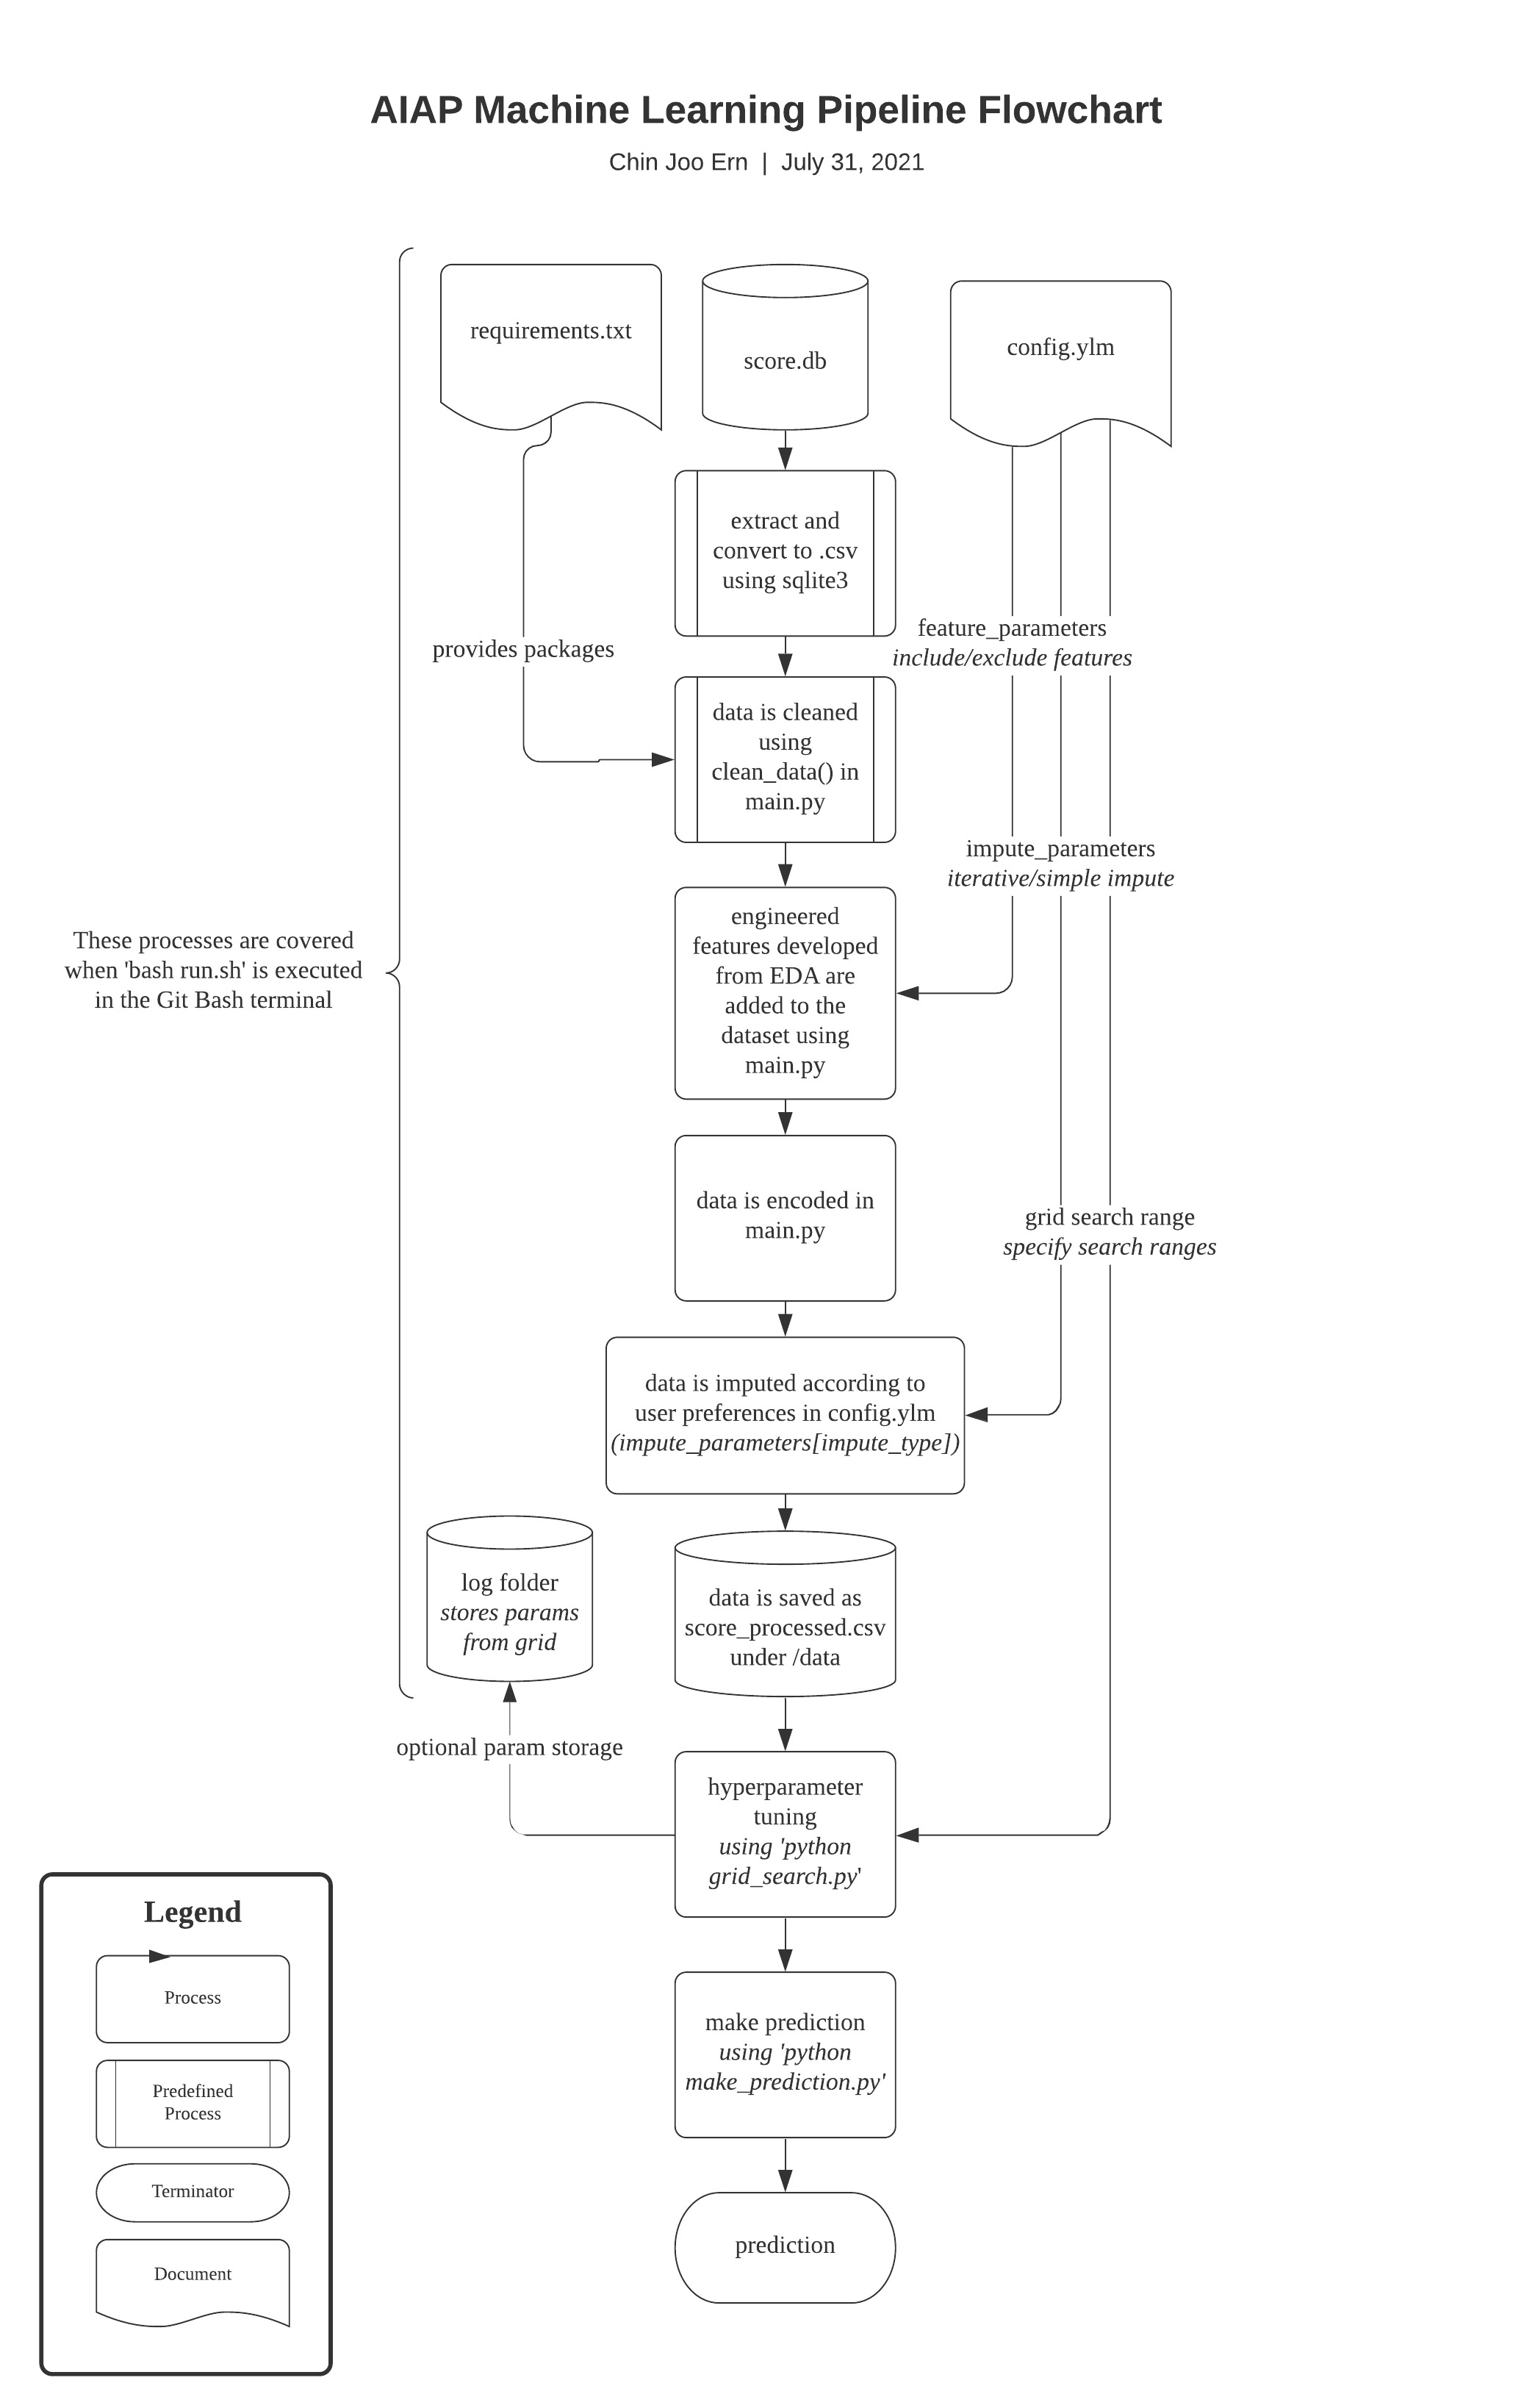 AIAP Machine Learning Pipeline Flowchart
Chin Joo Ern | July 31, 2021
requirements.txt
score.db
config.ylm
extract and
convert to .csv
using sqlite3
provides packages
feature_parameters
include/exclude features
data is cleaned
using
clean_data() in
main.py
impute_parameters
iterative/simple impute
These processes are covered
when 'bash run.sh' is executed
in the Git Bash terminal
engineered
features developed
from EDA are
added to the
dataset using
main.py
data is encoded in
main.py
grid search range
specify search ranges
data is imputed according to
user preferences in config.ylm
(impute_parameters[impute_type])
log folder
stores params
from grid
data is saved as
score_processed.csv
under /data
optional param storage
hyperparameter
tuning
using 'python
grid_search.py'
make prediction
using 'python
make_prediction.py'
prediction
Legend
Process
Predefined
Process
Terminator
Document